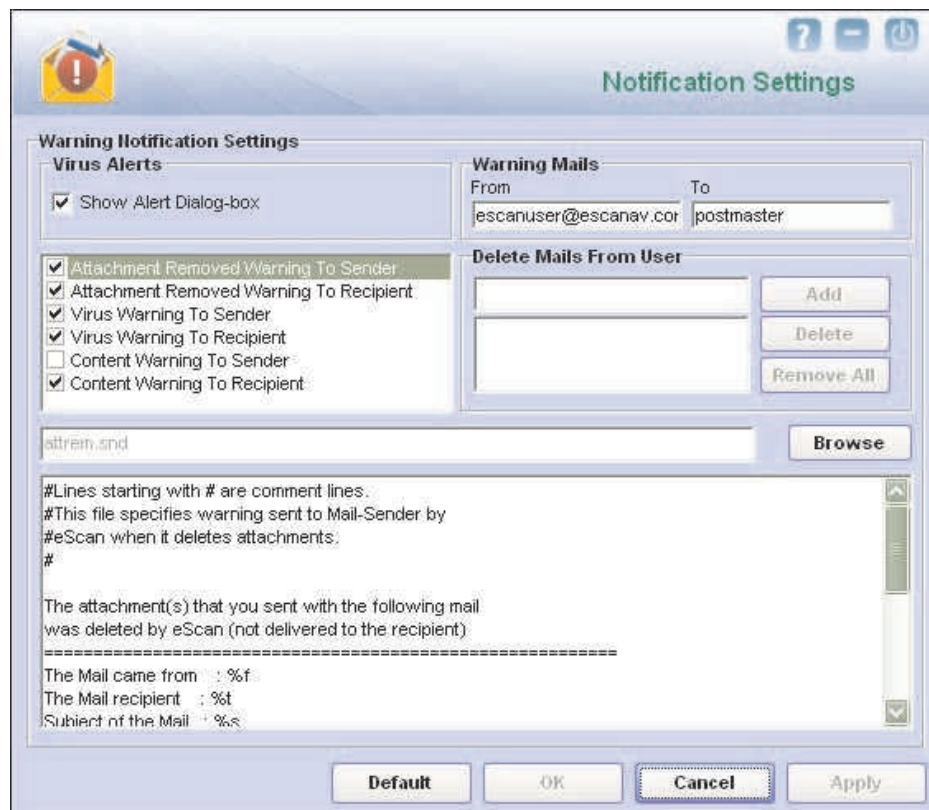 ?
Notification Settings
Warning Notification Settings
Virus Alerts
Show Alert Dialog-box
Warning Mails
From To
escanuser@escanav.cor postmaster
Attachment Removed Warning To Sender
Attachment Removed Warning To Recipient
Virus Warning To Sender
Virus Warning To Recipient
Content Warning To Sender
Content Warning To Recipient
Delete Mails From User
Add
Delete
Remove All
attrem.snd
Browse
#Lines starting with # are comment lines.
#This file specifies warning sent to Mail-Sender by
#eScan when it deletes attachments.
#
The attachment(s) that you sent with the following mail
was deleted by eScan (not delivered to the recipient)
==========================================================
The Mail came from : %f
The Mail recipient : %t
Subject of the Mail : %s
Default OK Cancel Apply